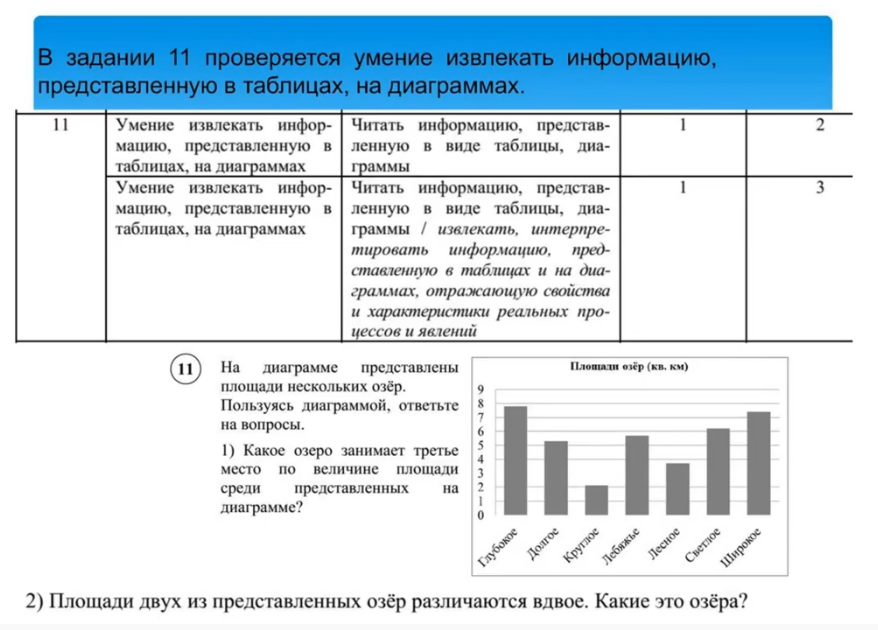 В задании 11 проверяется умение извлекать информацию,
представленную в таблицах, на диаграммах.
11
Умение извлекать инфор-
мацию, представленную в
таблицах, на диаграммах
Читать информацию, представ-
ленную в виде таблицы, диа-
граммы
1
2
Умение извлекать инфор-
мацию, представленную в
таблицах, на диаграммах
Читать информацию, представ-
ленную в виде таблицы, диа-
граммы / извлекать, интерпре-
тировать информацию, пред-
ставленную в таблицах и на диа-
граммах, отражающую свойства
и характеристики реальных про-
цессов и явлений
1
3
11
На диаграмме представлены
площади нескольких озёр.
Пользуясь диаграммой, ответьте
на вопросы.
1) Какое озеро занимает третье
место по величине площади
среди представленных на
диаграмме?
Площади озёр (кв. км)
9
8
7
6
5
4
3
2
1
0
Глубокое
Долгое
Круглое
Лебяжье
Лесное
Светлое
Широкое
2) Площади двух из представленных озёр различаются вдвое. Какие это озёра?